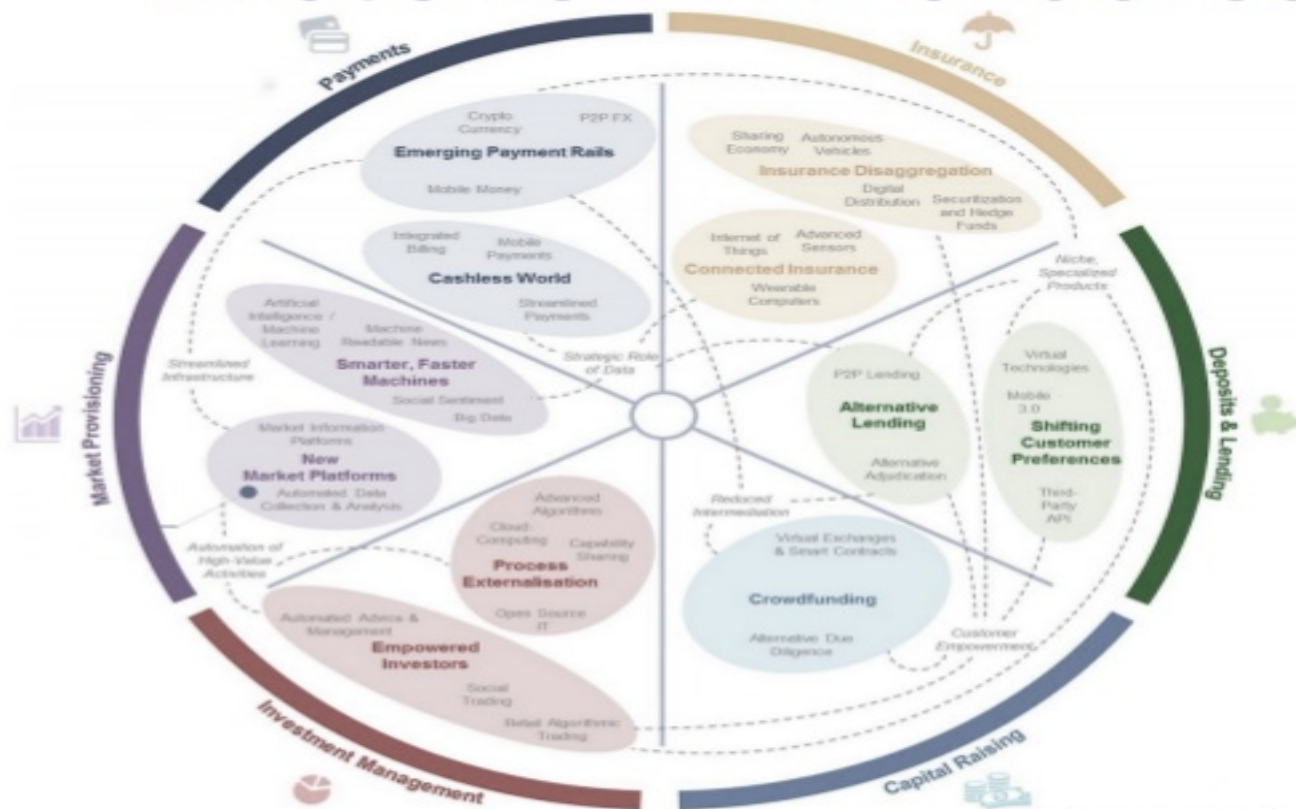 Payments
Insurance
Crypto
Currency
P2P FX
Emerging Payment Rails
Mobile Money
Sharing
Economy
Autonomous
Vehicles
Insurance Disaggregation
Digital
Distribution
Securitization
and Hedge
Funds
Integrated
Billing
Mobile
Payments
Cashless World
Streamlined
Payments
Internet of
Things
Advanced
Sensors
Connected Insurance
Wearable
Computers
Niche,
Specialized
Products
Artificial
Intelligence /
Machine
Learning
Machine
Readable News
Smarter, Faster
Machines
Social Sentiment
Big Data
Streamlined
Infrastructure
Strategic Role
of Data
Market Provisioning
Market Information
Platforms
New
Market Platforms
Automated Data
Collection & Analysis
P2P Lending
Alternative
Lending
Alternative
Adjudication
Virtual
Technologies
Mobile
3.0
Shifting
Customer
Preferences
Third-
Party
API
Deposits & Lending
Automation of
High-Value
Activities
Advanced
Algorithms
Cloud-
Computing
Capability
Sharing
Process
Externalisation
Open Source
IT
Reduced
Intermediation
Virtual Exchanges
& Smart Contracts
Crowdfunding
Alternative Due
Diligence
Customer
Empowerment
Automated Advice &
Management
Empowered
Investors
Social
Trading
Retail Algorithmic
Trading
Investment Management
Capital Raising